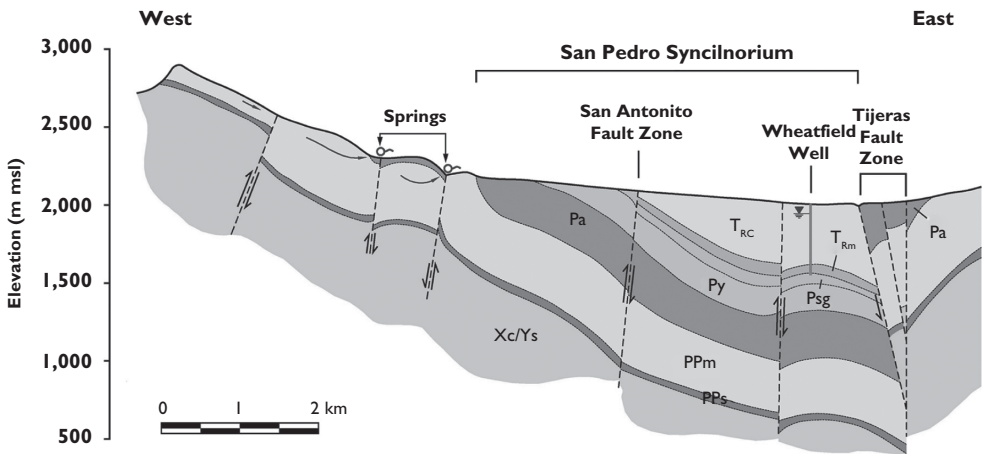 West
East
3,000
San Pedro Syncilnorium
2,500
Springs
San Antonito
Fault Zone
Wheatfield
Well
Tijeras
Fault
Zone
2,000
Elevation (m msl)
Pa
TRC
TRm
Pa
1,500
Py
Psg
Xc/Ys
1,000
PPm
PPs
0 1 2 km
500